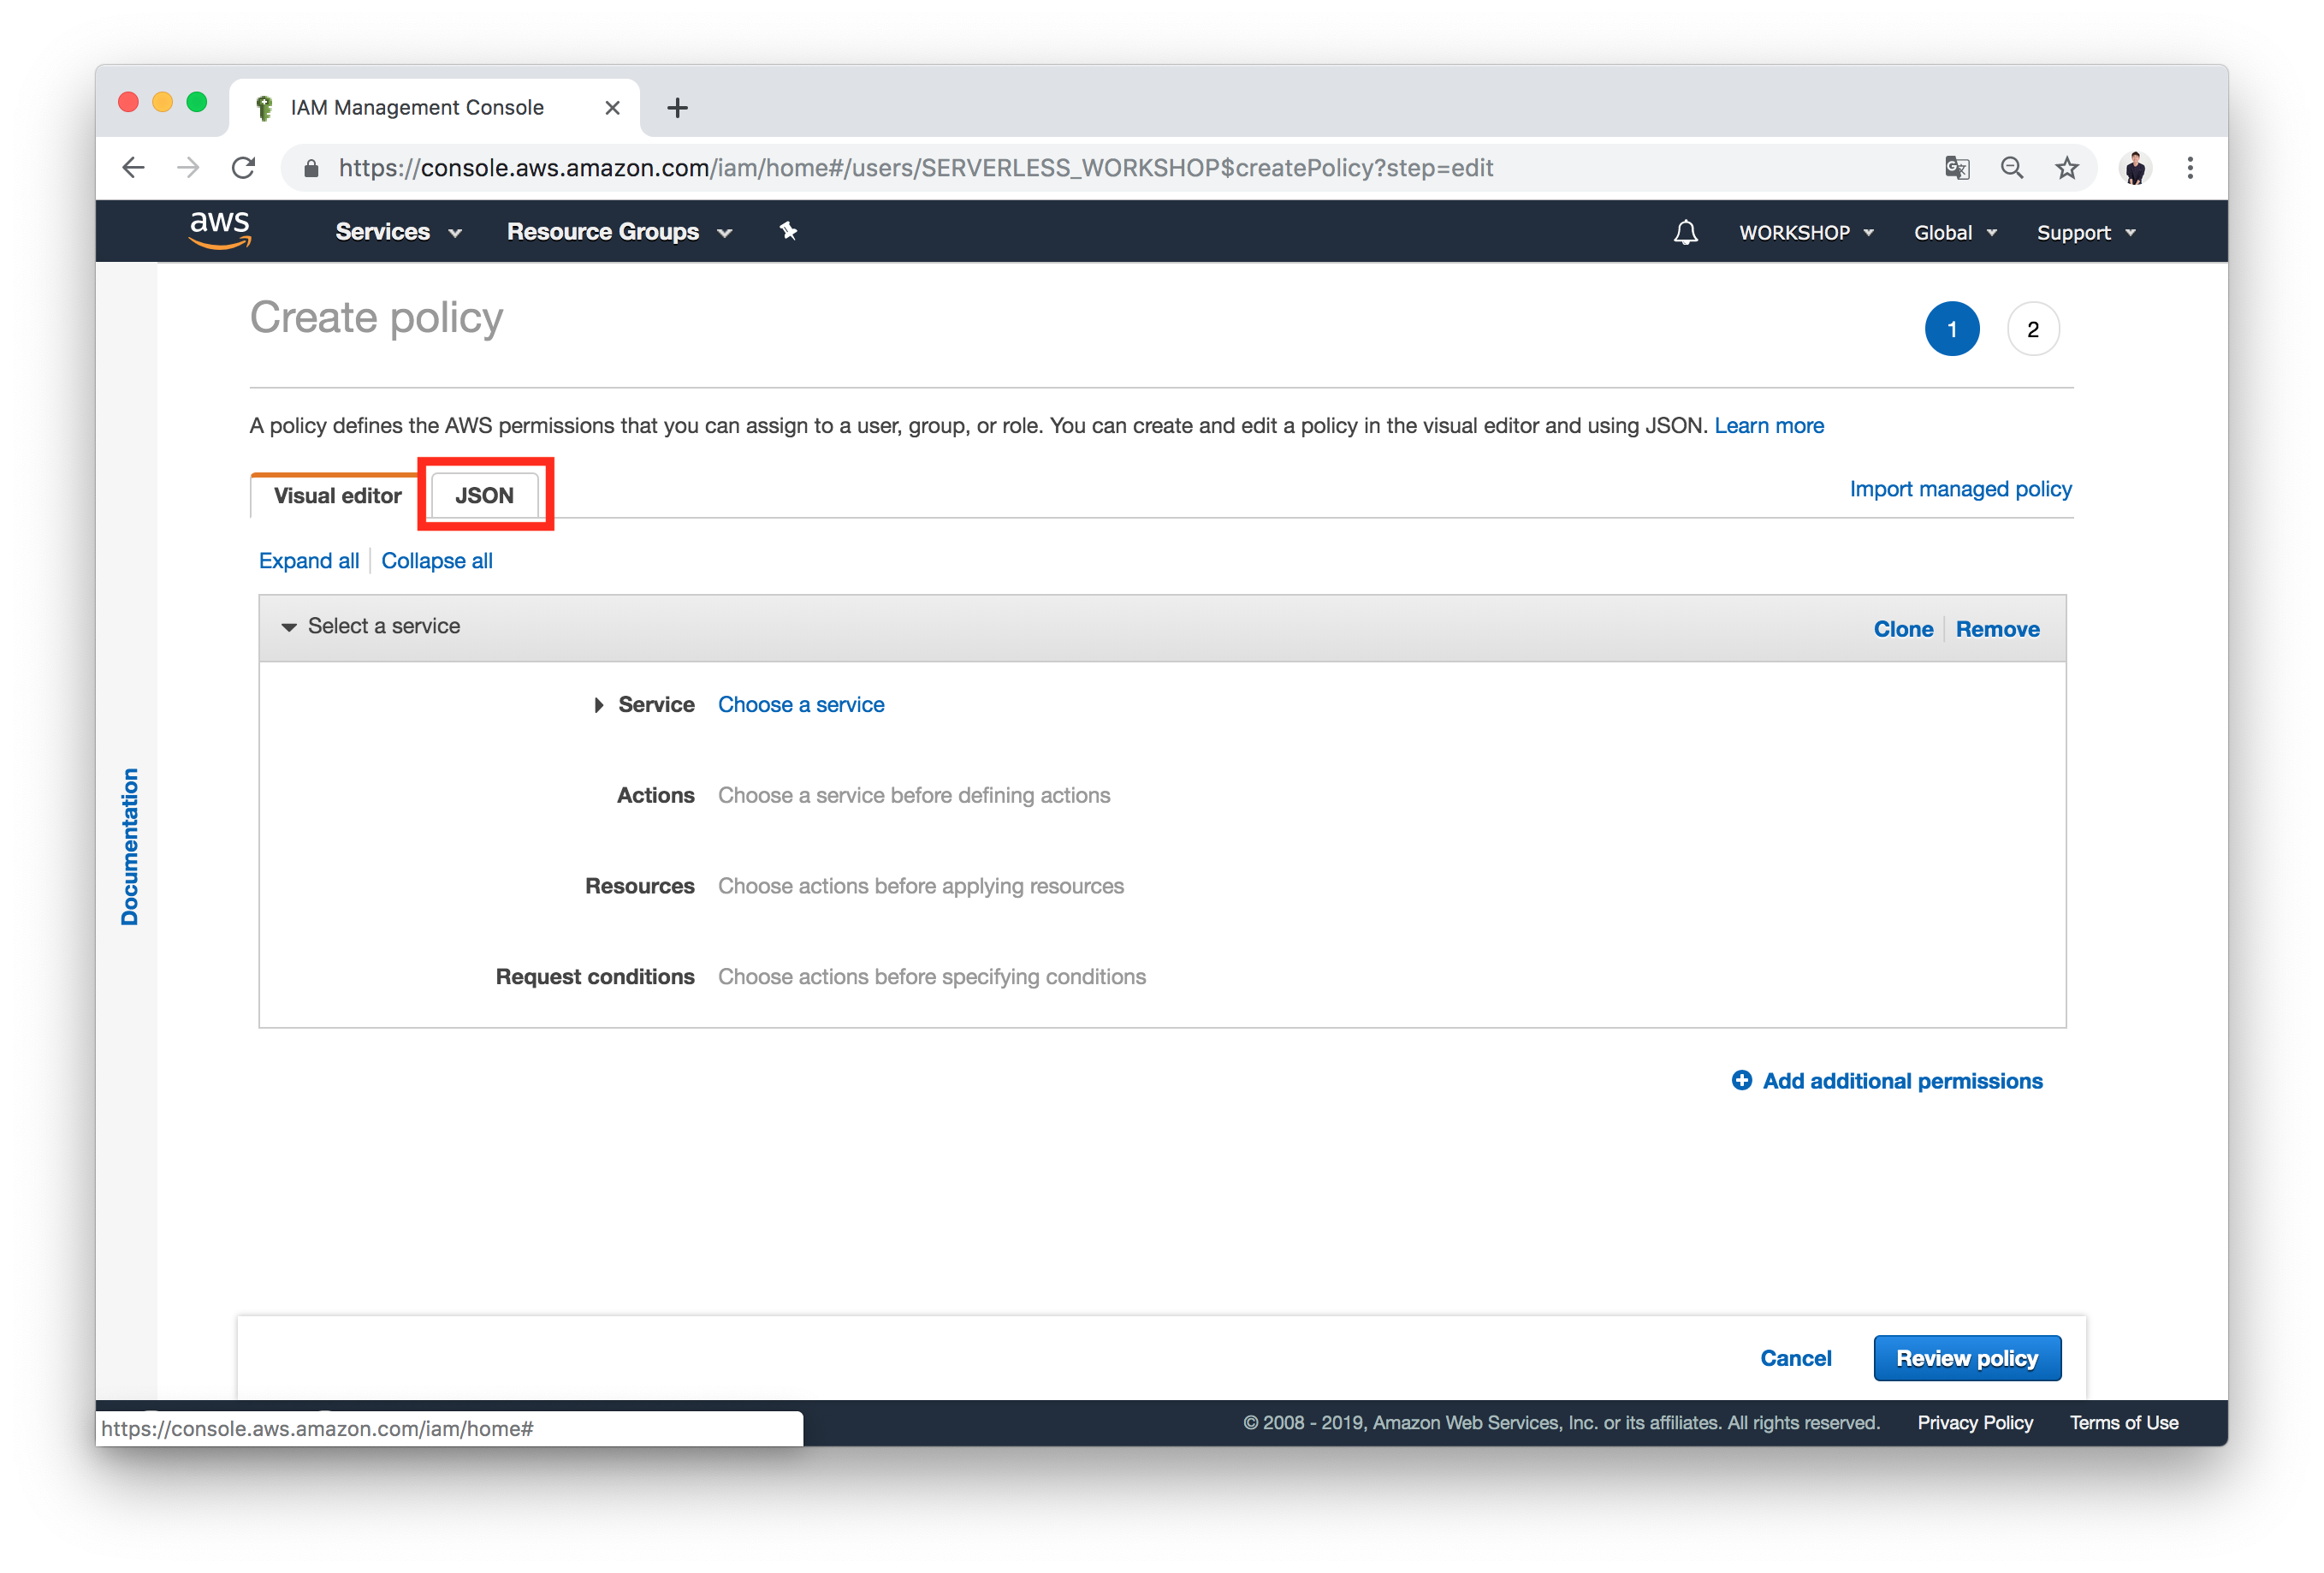 IAM Management Console
https://console.aws.amazon.com/iam/home#/users/SERVERLESS_WORKSHOP$createPolicy?step=edit
aws Services Resource Groups WORKSHOP Global Support
Create policy 1 2
A policy defines the AWS permissions that you can assign to a user, group, or role. You can create and edit a policy in the visual editor and using JSON. Learn more
Visual editor JSON Import managed policy
Expand all Collapse all
Select a service Clone Remove
Service Choose a service
Actions Choose a service before defining actions
Resources Choose actions before applying resources
Request conditions Choose actions before specifying conditions
Documentation
Add additional permissions
Cancel Review policy
https://console.aws.amazon.com/iam/home#
© 2008 - 2019, Amazon Web Services, Inc. or its affiliates. All rights reserved. Privacy Policy Terms of Use